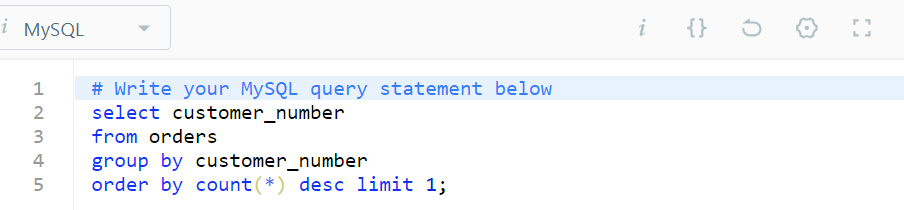 i MySQL i {}
1 # Write your MySQL query statement below
2 select customer_number
3 from orders
4 group by customer_number
5 order by count(*) desc limit 1;